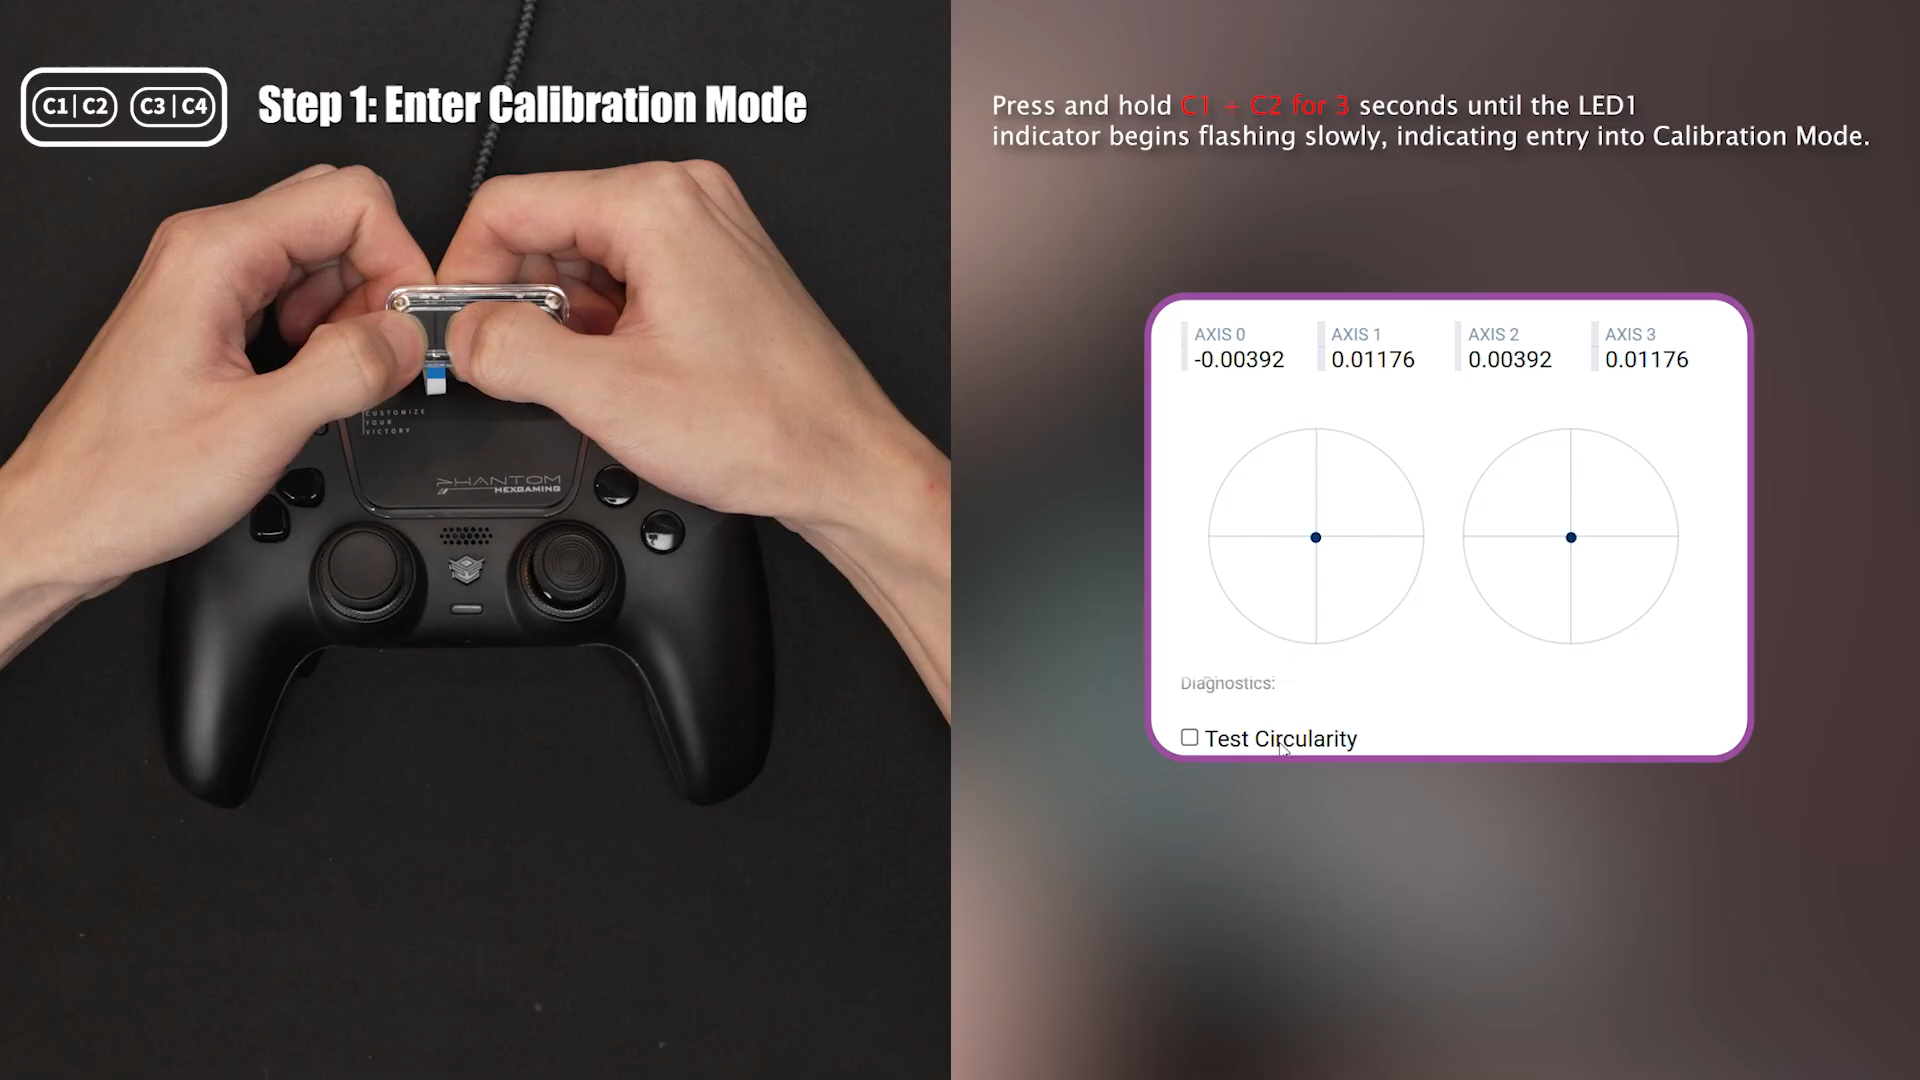 C1|C2 C3|C4
Step 1: Enter Calibration Mode
CUSTOMIZE
YOUR
VICTORY
PHANTOM
HEXGAMING
Press and hold C1 + C2 for 3 seconds until the LED1
indicator begins flashing slowly, indicating entry into Calibration Mode.
AXIS 0 AXIS 1 AXIS 2 AXIS 3
-0.00392 0.01176 0.00392 0.01176
Diagnostics:
Test Circularity